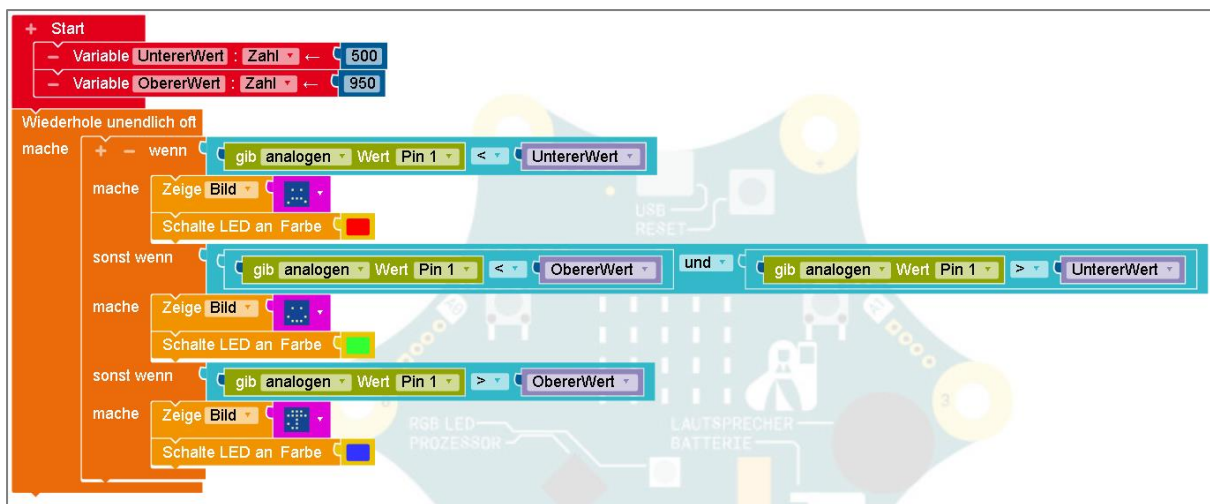 + Start
− Variable UntererWert : Zahl ← 500
− Variable ObererWert : Zahl ← 950
Wiederhole unendlich oft
mache + − wenn gib analogen Wert Pin 1 < UntererWert
mache Zeige Bild
Schalte LED an Farbe
sonst wenn gib analogen Wert Pin 1 < ObererWert und gib analogen Wert Pin 1 > UntererWert
mache Zeige Bild
Schalte LED an Farbe
sonst wenn gib analogen Wert Pin 1 > ObererWert
mache Zeige Bild
Schalte LED an Farbe
USB
RESET
A0
A1
+
3
RGB LED
PROZESSOR
LAUTSPRECHER
BATTERIE